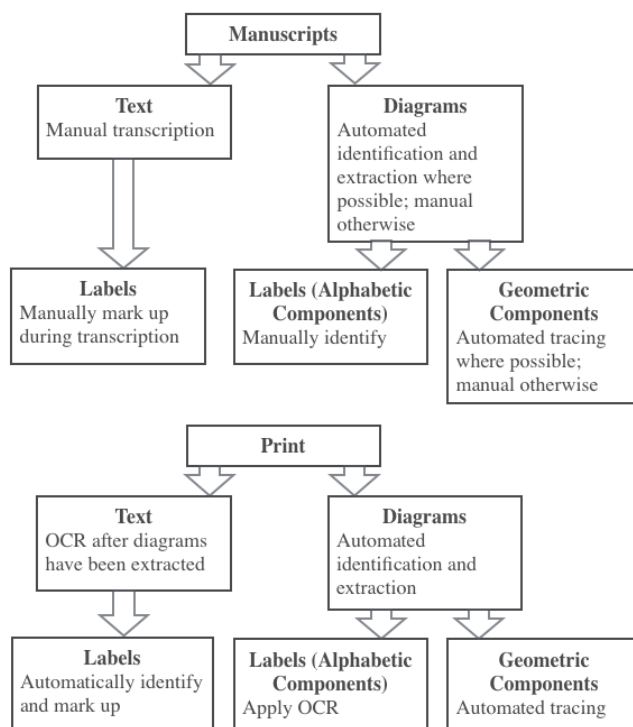 Manuscripts
Text
Manual transcription
Diagrams
Automated
identification and
extraction where
possible; manual
otherwise
Labels
Manually mark up
during transcription
Labels (Alphabetic
Components)
Manually identify
Geometric
Components
Automated tracing
where possible;
manual otherwise
Print
Text
OCR after diagrams
have been extracted
Diagrams
Automated
identification and
extraction
Labels
Automatically identify
and mark up
Labels (Alphabetic
Components)
Apply OCR
Geometric
Components
Automated tracing